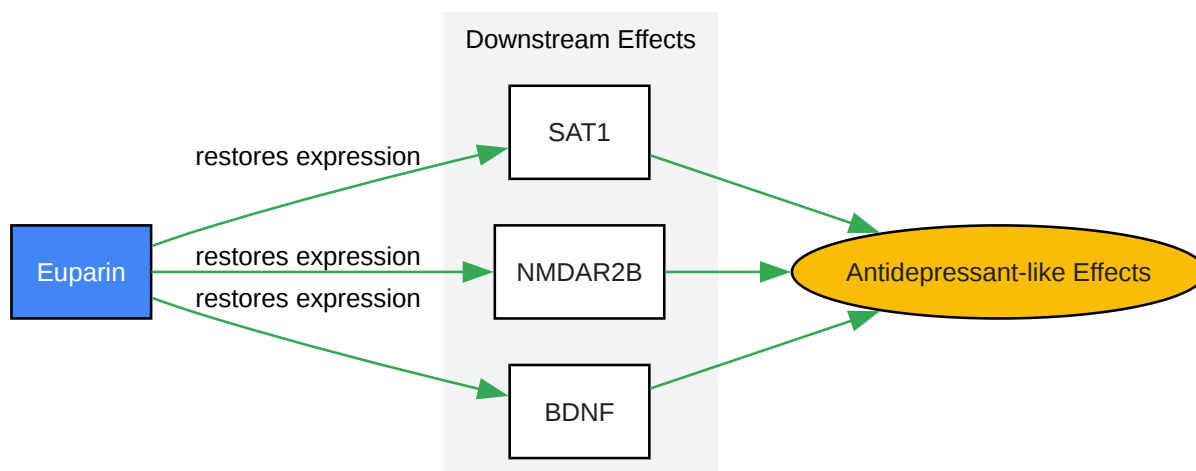 Downstream Effects
SAT1
restores expression
Euparin
restores expression
NMDAR2B
Antidepressant-like Effects
restores expression
BDNF